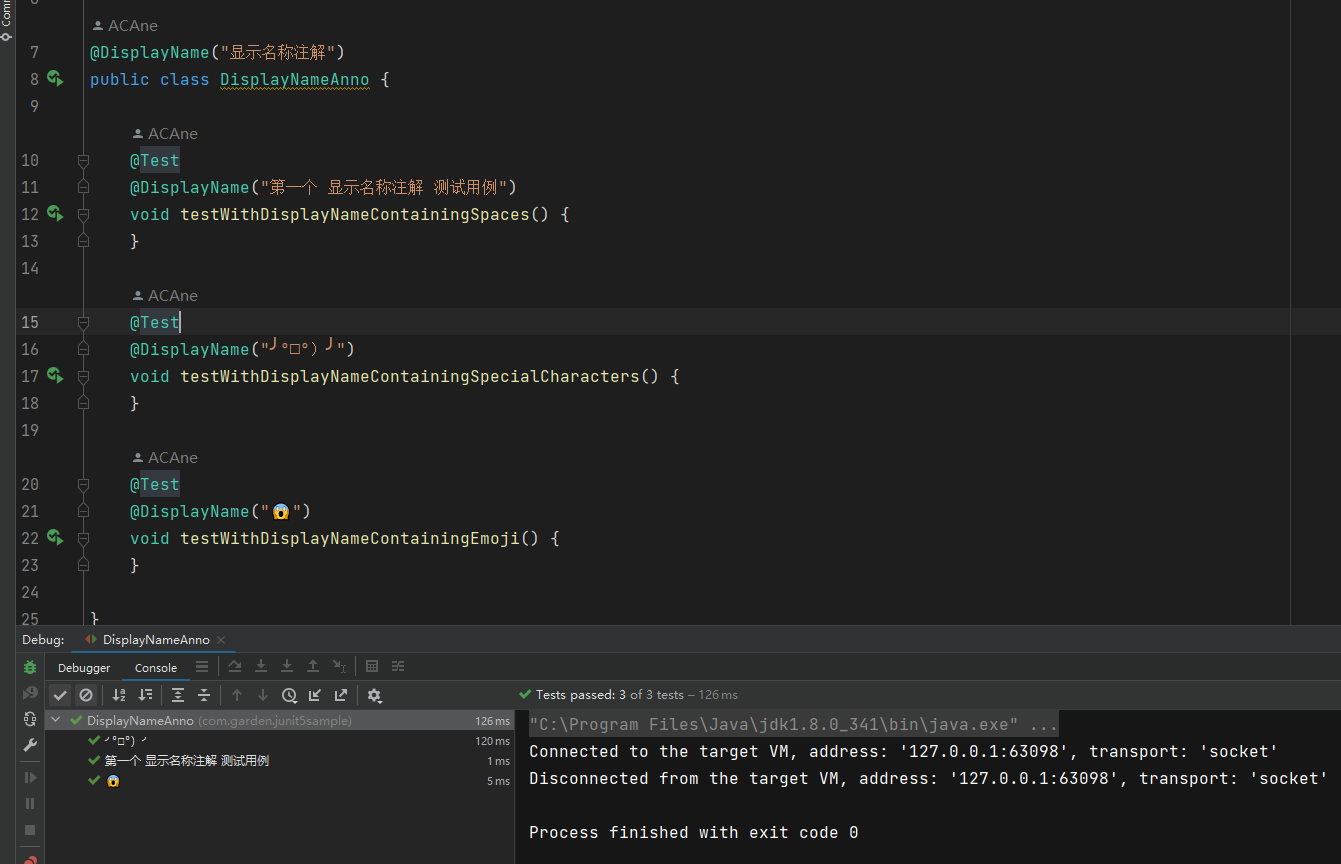 Com
6
ACAne
7 @DisplayName("显示名称注解")
8 public class DisplayNameAnno {
9
ACAne
10 @Test
11 @DisplayName("第一个 显示名称注解 测试用例")
12 void testWithDisplayNameContainingSpaces() {
13 }
14
ACAne
15 @Test
16 @DisplayName("╯°□°）╯")
17 void testWithDisplayNameContainingSpecialCharacters() {
18 }
19
ACAne
20 @Test
21 @DisplayName("😱")
22 void testWithDisplayNameContainingEmoji() {
23 }
24
25 }
Debug: DisplayNameAnno
Debugger Console
Tests passed: 3 of 3 tests – 126 ms
DisplayNameAnno (com.garden.junit5sample) 126 ms
╯°□°）╯ 120 ms
第一个 显示名称注解 测试用例 1 ms
😱 5 ms
"C:\Program Files\Java\jdk1.8.0_341\bin\java.exe" ...
Connected to the target VM, address: '127.0.0.1:63098', transport: 'socket'
Disconnected from the target VM, address: '127.0.0.1:63098', transport: 'socket'
Process finished with exit code 0